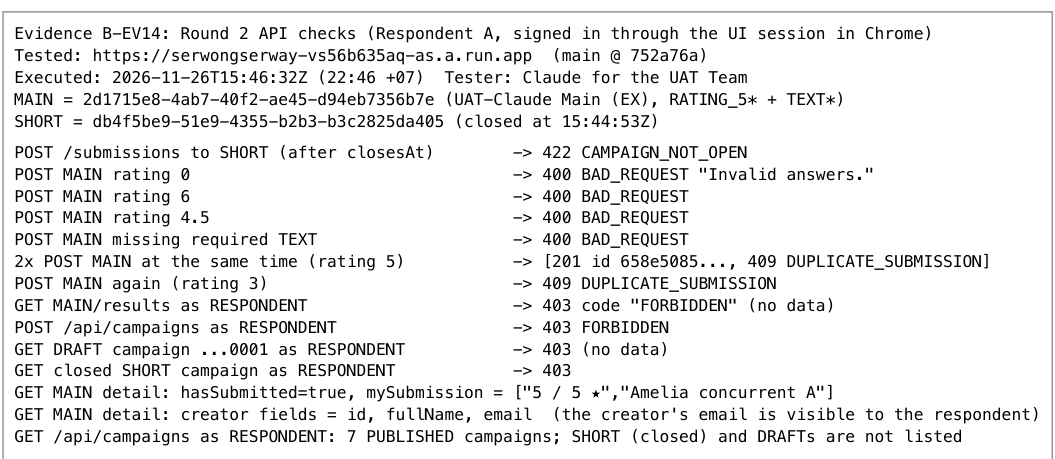 Evidence B-EV14: Round 2 API checks (Respondent A, signed in through the UI session in Chrome)
Tested: https://serwongserway-vs56b635aq-as.a.run.app  (main @ 752a76a)
Executed: 2026-11-26T15:46:32Z (22:46 +07)  Tester: Claude for the UAT Team
MAIN = 2d1715e8-4ab7-40f2-ae45-d94eb7356b7e (UAT-Claude Main (EX), RATING_5* + TEXT*)
SHORT = db4f5be9-51e9-4355-b2b3-b3c2825da405 (closed at 15:44:53Z)
POST /submissions to SHORT (after closesAt) -> 422 CAMPAIGN_NOT_OPEN
POST MAIN rating 0 -> 400 BAD_REQUEST "Invalid answers."
POST MAIN rating 6 -> 400 BAD_REQUEST
POST MAIN rating 4.5 -> 400 BAD_REQUEST
POST MAIN missing required TEXT -> 400 BAD_REQUEST
2x POST MAIN at the same time (rating 5) -> [201 id 658e5085..., 409 DUPLICATE_SUBMISSION]
POST MAIN again (rating 3) -> 409 DUPLICATE_SUBMISSION
GET MAIN/results as RESPONDENT -> 403 code "FORBIDDEN" (no data)
POST /api/campaigns as RESPONDENT -> 403 FORBIDDEN
GET DRAFT campaign ...0001 as RESPONDENT -> 403 (no data)
GET closed SHORT campaign as RESPONDENT -> 403
GET MAIN detail: hasSubmitted=true, mySubmission = ["5 / 5 ★","Amelia concurrent A"]
GET MAIN detail: creator fields = id, fullName, email  (the creator's email is visible to the respondent)
GET /api/campaigns as RESPONDENT: 7 PUBLISHED campaigns; SHORT (closed) and DRAFTs are not listed